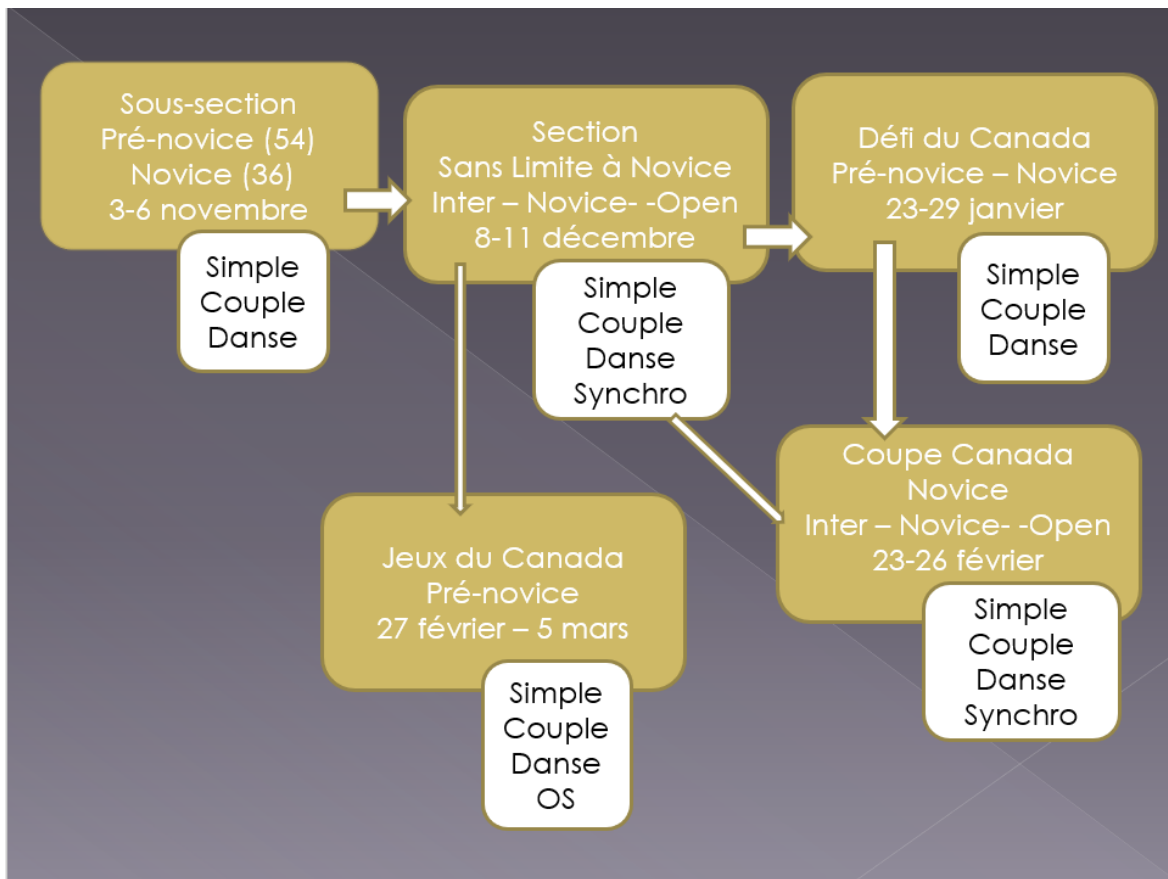 Sous-section
Pré-novice (54)
Novice (36)
3-6 novembre
Simple
Couple
Danse
Section
Sans Limite à Novice
Inter – Novice- -Open
8-11 décembre
Simple
Couple
Danse
Synchro
Défi du Canada
Pré-novice – Novice
23-29 janvier
Simple
Couple
Danse
Jeux du Canada
Pré-novice
27 février – 5 mars
Simple
Couple
Danse
OS
Coupe Canada
Novice
Inter – Novice- -Open
23-26 février
Simple
Couple
Danse
Synchro